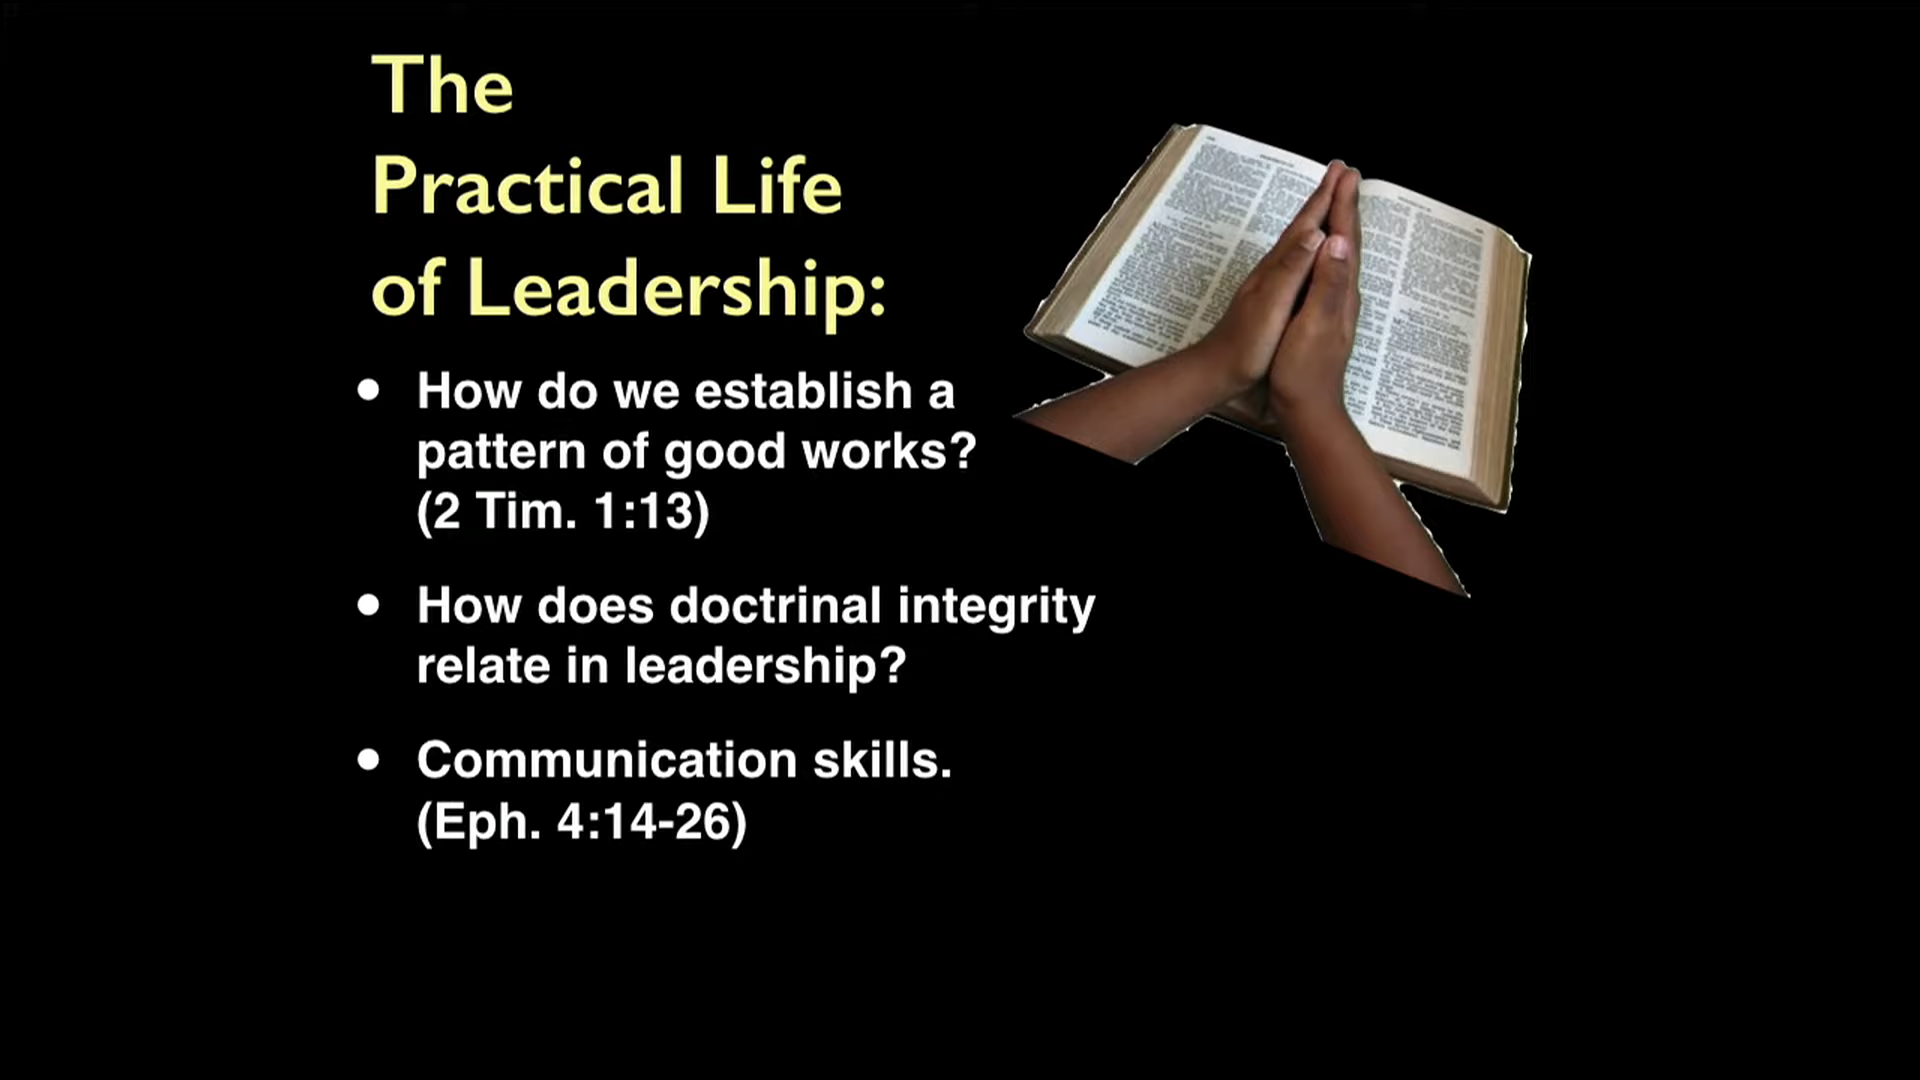 The
Practical Life
of Leadership:
• How do we establish a
pattern of good works?
(2 Tim. 1:13)
• How does doctrinal integrity
relate in leadership?
• Communication skills.
(Eph. 4:14-26)